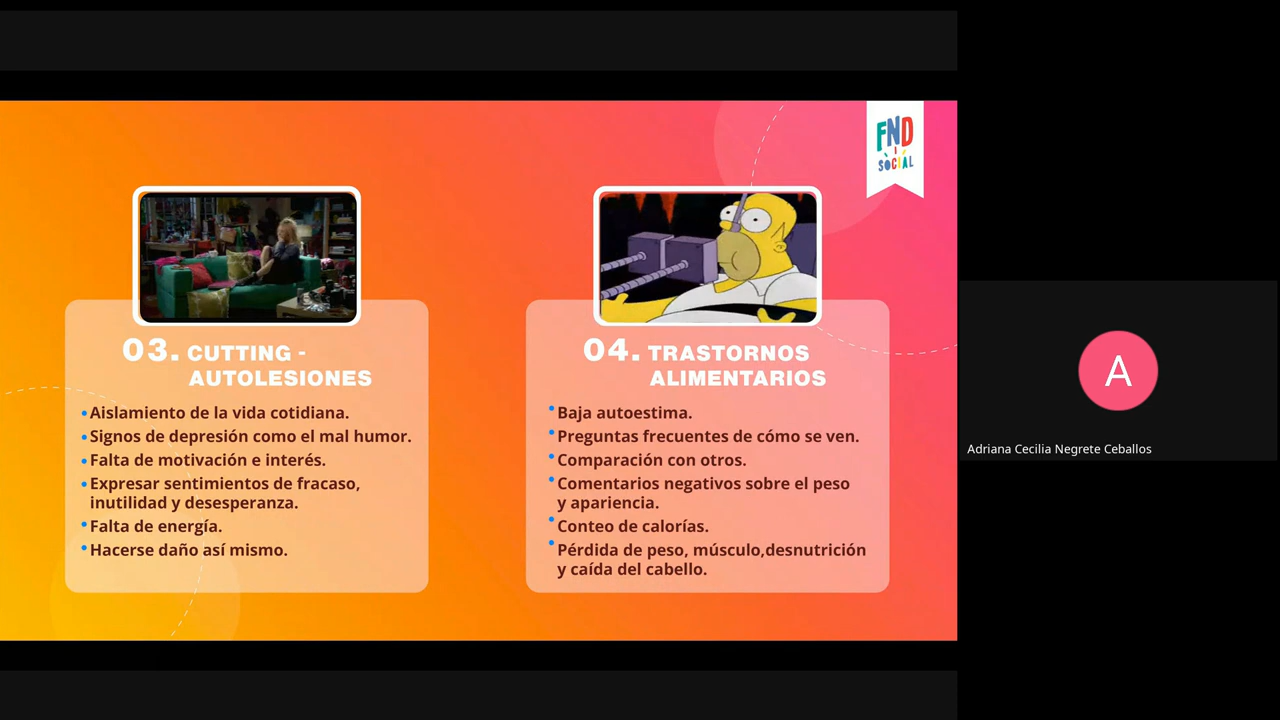 FND
SOCIAL
03. CUTTING -
AUTOLESIONES
• Aislamiento de la vida cotidiana.
• Signos de depresión como el mal humor.
• Falta de motivación e interés.
• Expresar sentimientos de fracaso,
inutilidad y desesperanza.
• Falta de energía.
• Hacerse daño así mismo.
04. TRASTORNOS
ALIMENTARIOS
• Baja autoestima.
• Preguntas frecuentes de cómo se ven.
• Comparación con otros.
• Comentarios negativos sobre el peso
y apariencia.
• Conteo de calorías.
• Pérdida de peso, músculo,desnutrición
y caída del cabello.
A
Adriana Cecilia Negrete Ceballos